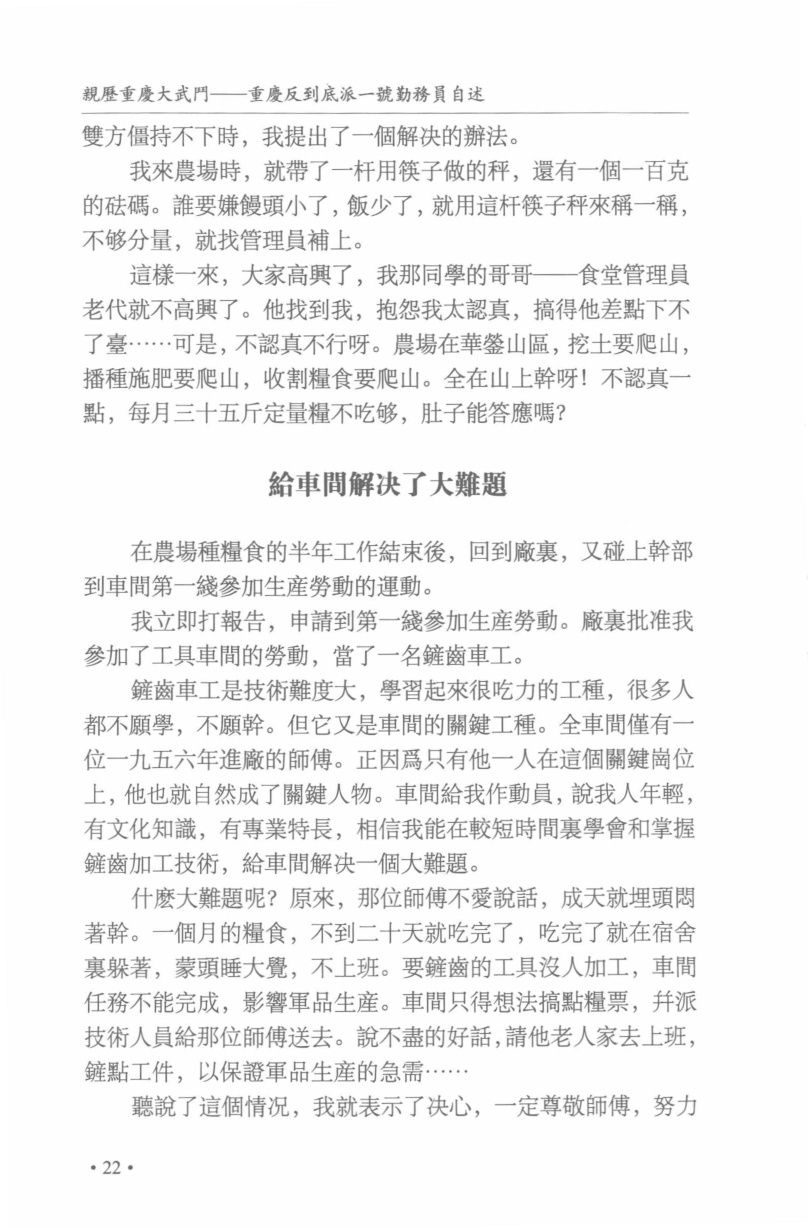 親歷重慶大武鬥——重慶反到底派一號勤務員自述
雙方僵持不下時，我提出了一個解决的辦法。
我來農場時，就帶了一杆用筷子做的秤，還有一個一百克
的砝碼。誰要嫌饅頭小了，飯少了，就用這杆筷子秤來稱一稱，
不够分量，就找管理員補上。
這樣一來，大家高興了，我那同學的哥哥——食堂管理員
老代就不高興了。他找到我，抱怨我太認真，搞得他差點下不
了臺……可是，不認真不行呀。農場在華鎣山區，挖土要爬山，
播種施肥要爬山，收割糧食要爬山。全在山上幹呀！不認真一
點，每月三十五斤定量糧不吃够，肚子能答應嗎？
給車間解决了大難題
在農場種糧食的半年工作結束後，回到廠裏，又碰上幹部
到車間第一綫參加生産勞動的運動。
我立即打報告，申請到第一綫參加生産勞動。廠裏批准我
參加了工具車間的勞動，當了一名鏟齒車工。
鏟齒車工是技術難度大，學習起來很吃力的工種，很多人
都不願學，不願幹。但它又是車間的關鍵工種。全車間僅有一
位一九五六年進廠的師傅。正因爲只有他一人在這個關鍵崗位
上，他也就自然成了關鍵人物。車間給我作動員，說我人年輕，
有文化知識，有專業特長，相信我能在較短時間裏學會和掌握
鏟齒加工技術，給車間解决一個大難題。
什麽大難題呢？原來，那位師傅不愛說話，成天就埋頭悶
著幹。一個月的糧食，不到二十天就吃完了，吃完了就在宿舍
裏躲著，蒙頭睡大覺，不上班。要鏟齒的工具沒人加工，車間
任務不能完成，影響軍品生産。車間只得想法搞點糧票，幷派
技術人員給那位師傅送去。說不盡的好話，請他老人家去上班，
鏟點工件，以保證軍品生産的急需……
聽說了這個情况，我就表示了决心，一定尊敬師傅，努力
·22·